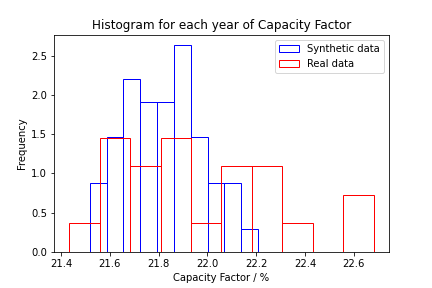 Histogram for each year of Capacity Factor
Synthetic data
Real data
Frequency
2.5
2.0
1.5
1.0
0.5
0.0
21.4 21.6 21.8 22.0 22.2 22.4 22.6
Capacity Factor / %